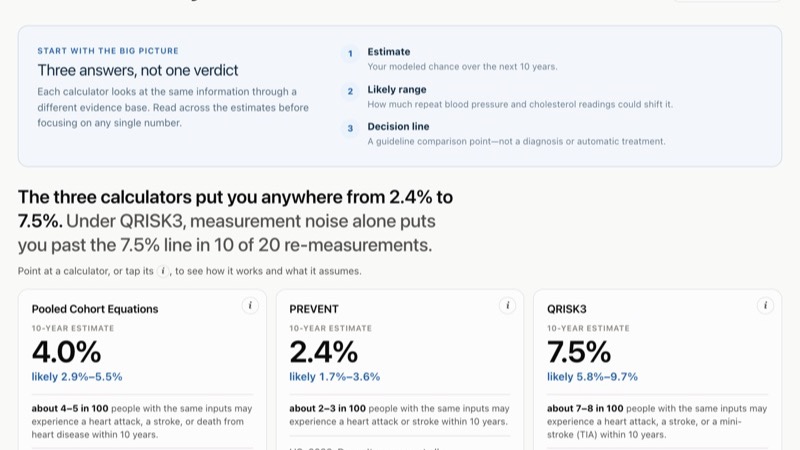 START WITH THE BIG PICTURE
Three answers, not one verdict
Each calculator looks at the same information through a
different evidence base. Read across the estimates before
focusing on any single number.
1 Estimate
Your modeled chance over the next 10 years.
2 Likely range
How much repeat blood pressure and cholesterol readings could shift it.
3 Decision line
A guideline comparison point—not a diagnosis or automatic treatment.
The three calculators put you anywhere from 2.4% to
7.5%. Under QRISK3, measurement noise alone puts
you past the 7.5% line in 10 of 20 re-measurements.
Point at a calculator, or tap its i , to see how it works and what it assumes.
Pooled Cohort Equations i
10-YEAR ESTIMATE
4.0%
likely 2.9%–5.5%
about 4–5 in 100 people with the same inputs may
experience a heart attack, a stroke, or death from
heart disease within 10 years.
PREVENT i
10-YEAR ESTIMATE
2.4%
likely 1.7%–3.6%
about 2–3 in 100 people with the same inputs may
experience a heart attack or stroke within 10 years.
QRISK3 i
10-YEAR ESTIMATE
7.5%
likely 5.8%–9.7%
about 7–8 in 100 people with the same inputs may
experience a heart attack, a stroke, or a mini-
stroke (TIA) within 10 years.